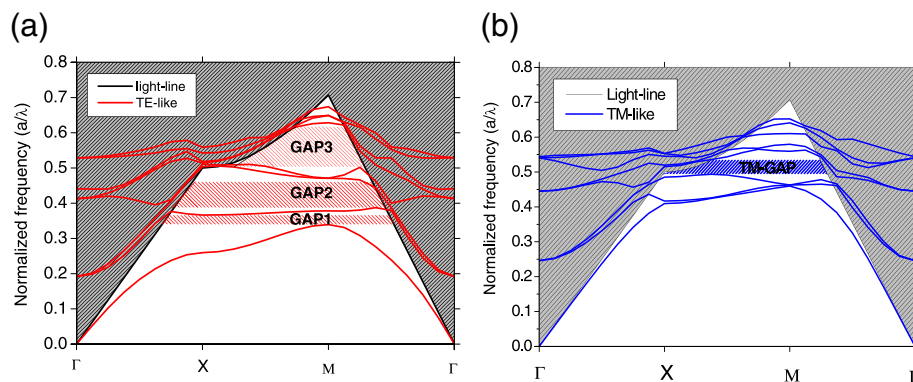 (a)
0.8
0.7
0.6
0.5
0.4
0.3
0.2
0.1
0.0
Normalized frequency (a/λ)
light-line
TE-like
GAP3
GAP2
GAP1
Γ X M Γ
(b)
0.8
0.7
0.6
0.5
0.4
0.3
0.2
0.1
0.0
Normalized frequency (a/λ)
Light-line
TM-like
TM-GAP
Γ X M Γ